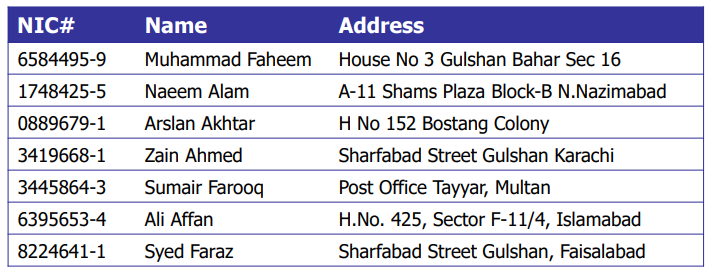 NIC# Name Address
6584495-9 Muhammad Faheem House No 3 Gulshan Bahar Sec 16
1748425-5 Naeem Alam A-11 Shams Plaza Block-B N.Nazimabad
0889679-1 Arslan Akhtar H No 152 Bostang Colony
3419668-1 Zain Ahmed Sharfabad Street Gulshan Karachi
3445864-3 Sumair Farooq Post Office Tayyar, Multan
6395653-4 Ali Affan H.No. 425, Sector F-11/4, Islamabad
8224641-1 Syed Faraz Sharfabad Street Gulshan, Faisalabad